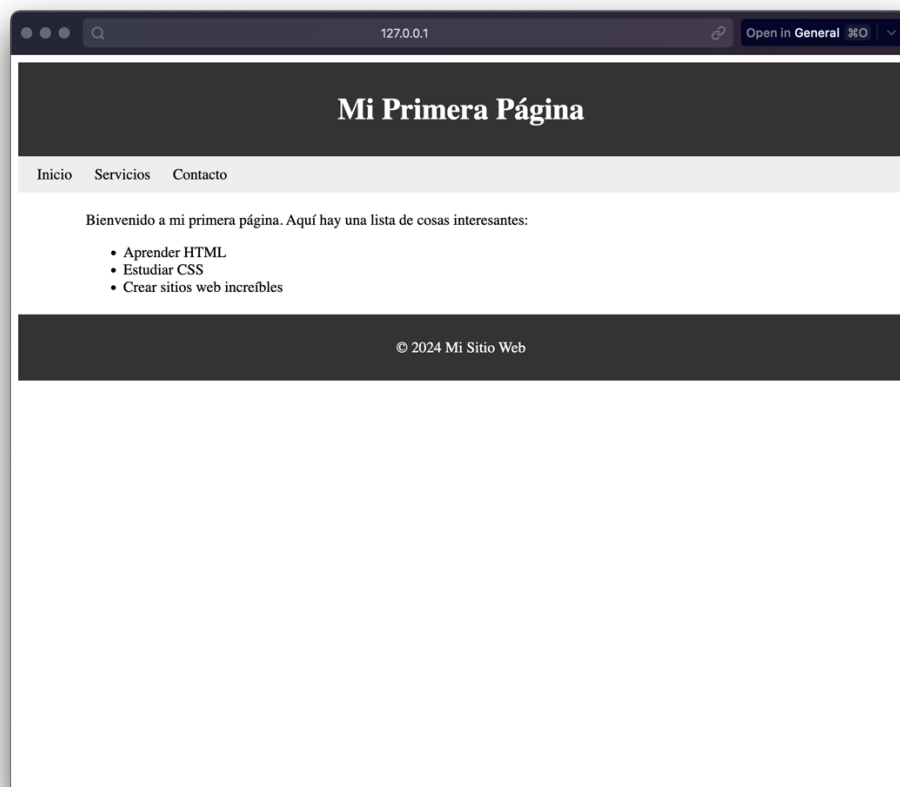 127.0.0.1 Open in General ⌘O
Mi Primera Página
Inicio Servicios Contacto
Bienvenido a mi primera página. Aquí hay una lista de cosas interesantes:
• Aprender HTML
• Estudiar CSS
• Crear sitios web increíbles
© 2024 Mi Sitio Web